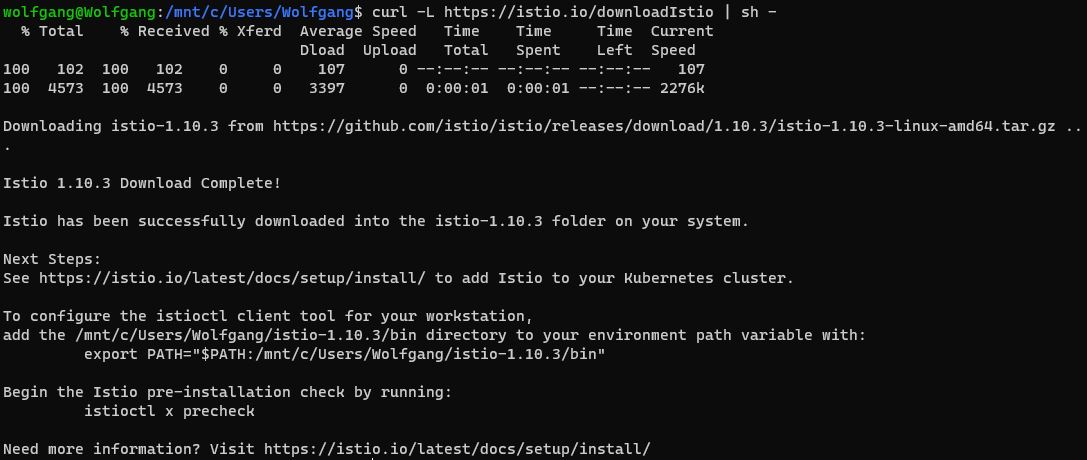 wolfgang@Wolfgang:/mnt/c/Users/Wolfgang$ curl -L https://istio.io/downloadIstio | sh -
  % Total    % Received % Xferd  Average Speed   Time    Time     Time  Current
                                 Dload  Upload   Total   Spent    Left  Speed
100   102  100   102    0     0    107      0 --:--:-- --:--:-- --:--:--   107
100  4573  100  4573    0     0   3397      0  0:00:01  0:00:01 --:--:-- 2276k
Downloading istio-1.10.3 from https://github.com/istio/istio/releases/download/1.10.3/istio-1.10.3-linux-amd64.tar.gz ..
.
Istio 1.10.3 Download Complete!
Istio has been successfully downloaded into the istio-1.10.3 folder on your system.
Next Steps:
See https://istio.io/latest/docs/setup/install/ to add Istio to your Kubernetes cluster.
To configure the istioctl client tool for your workstation,
add the /mnt/c/Users/Wolfgang/istio-1.10.3/bin directory to your environment path variable with:
         export PATH="$PATH:/mnt/c/Users/Wolfgang/istio-1.10.3/bin"
Begin the Istio pre-installation check by running:
         istioctl x precheck
Need more information? Visit https://istio.io/latest/docs/setup/install/